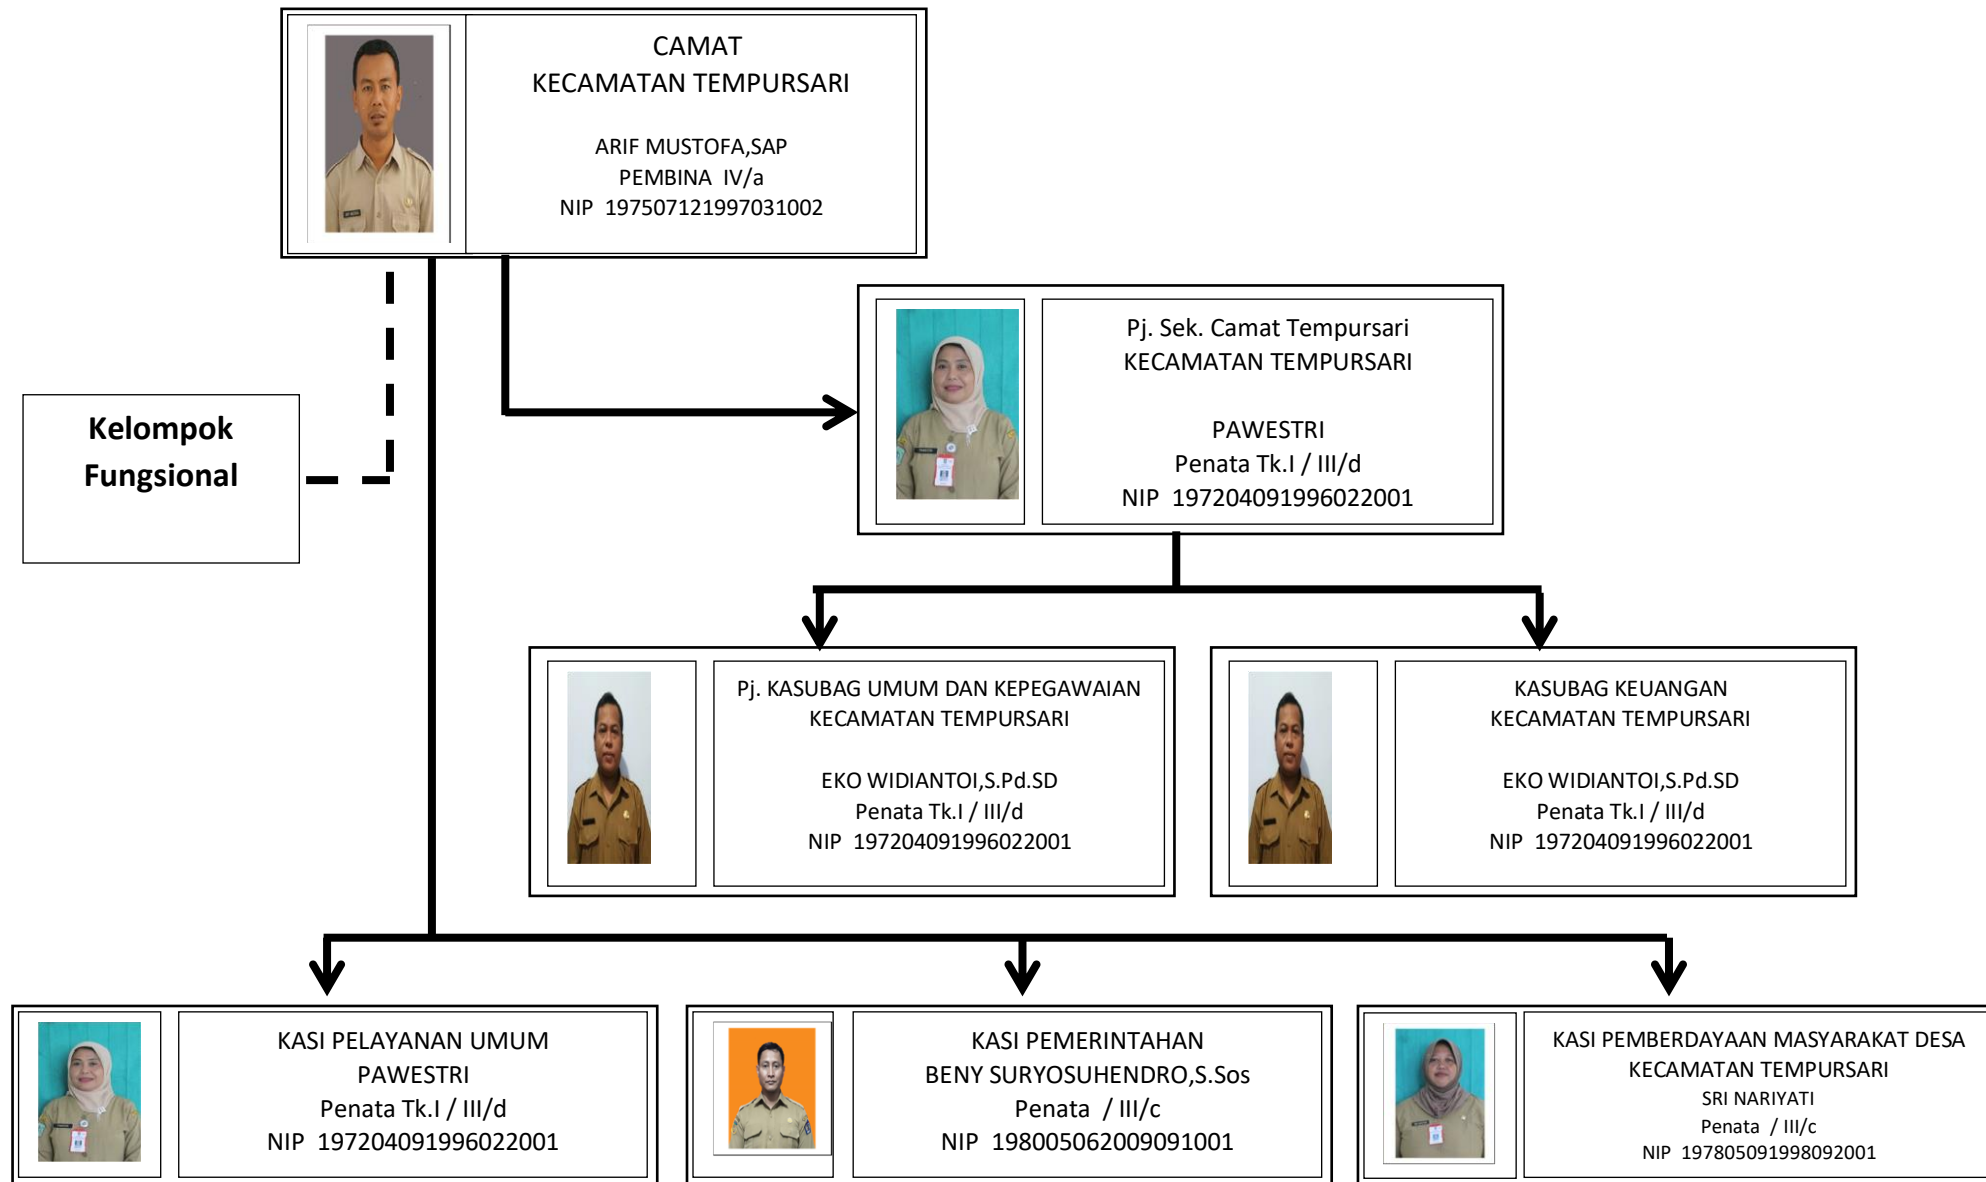 CAMAT
KECAMATAN TEMPURSARI
ARIF MUSTOFA,SAP
PEMBINA IV/a
NIP 197507121997031002
Kelompok
Fungsional
Pj. Sek. Camat Tempursari
KECAMATAN TEMPURSARI
PAWESTRI
Penata Tk.I / III/d
NIP 197204091996022001
Pj. KASUBAG UMUM DAN KEPEGAWAIAN
KECAMATAN TEMPURSARI
EKO WIDIANTOI,S.Pd.SD
Penata Tk.I / III/d
NIP 197204091996022001
KASUBAG KEUANGAN
KECAMATAN TEMPURSARI
EKO WIDIANTOI,S.Pd.SD
Penata Tk.I / III/d
NIP 197204091996022001
KASI PELAYANAN UMUM
PAWESTRI
Penata Tk.I / III/d
NIP 197204091996022001
KASI PEMERINTAHAN
BENY SURYOSUHENDRO,S.Sos
Penata / III/c
NIP 198005062009091001
KASI PEMBERDAYAAN MASYARAKAT DESA
KECAMATAN TEMPURSARI
SRI NARIYATI
Penata / III/c
NIP 197805091998092001